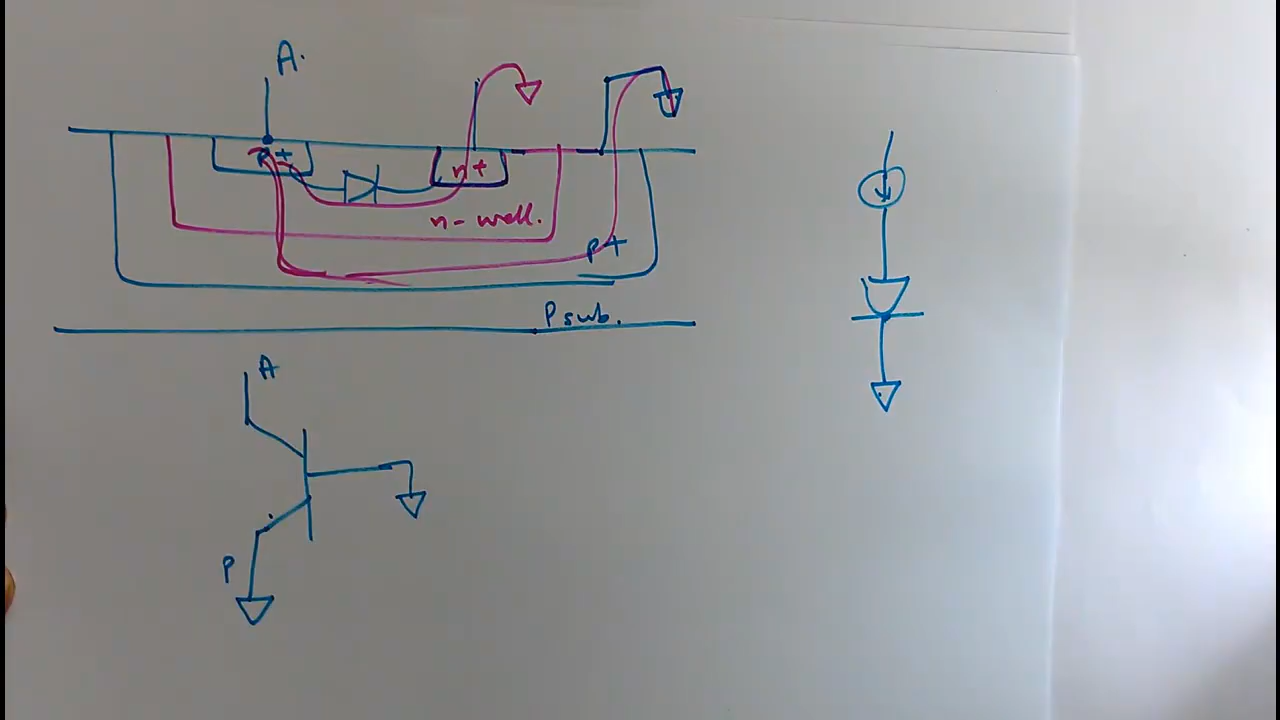 A.
p+
n+
n-well.
p+
Psub.
A
P